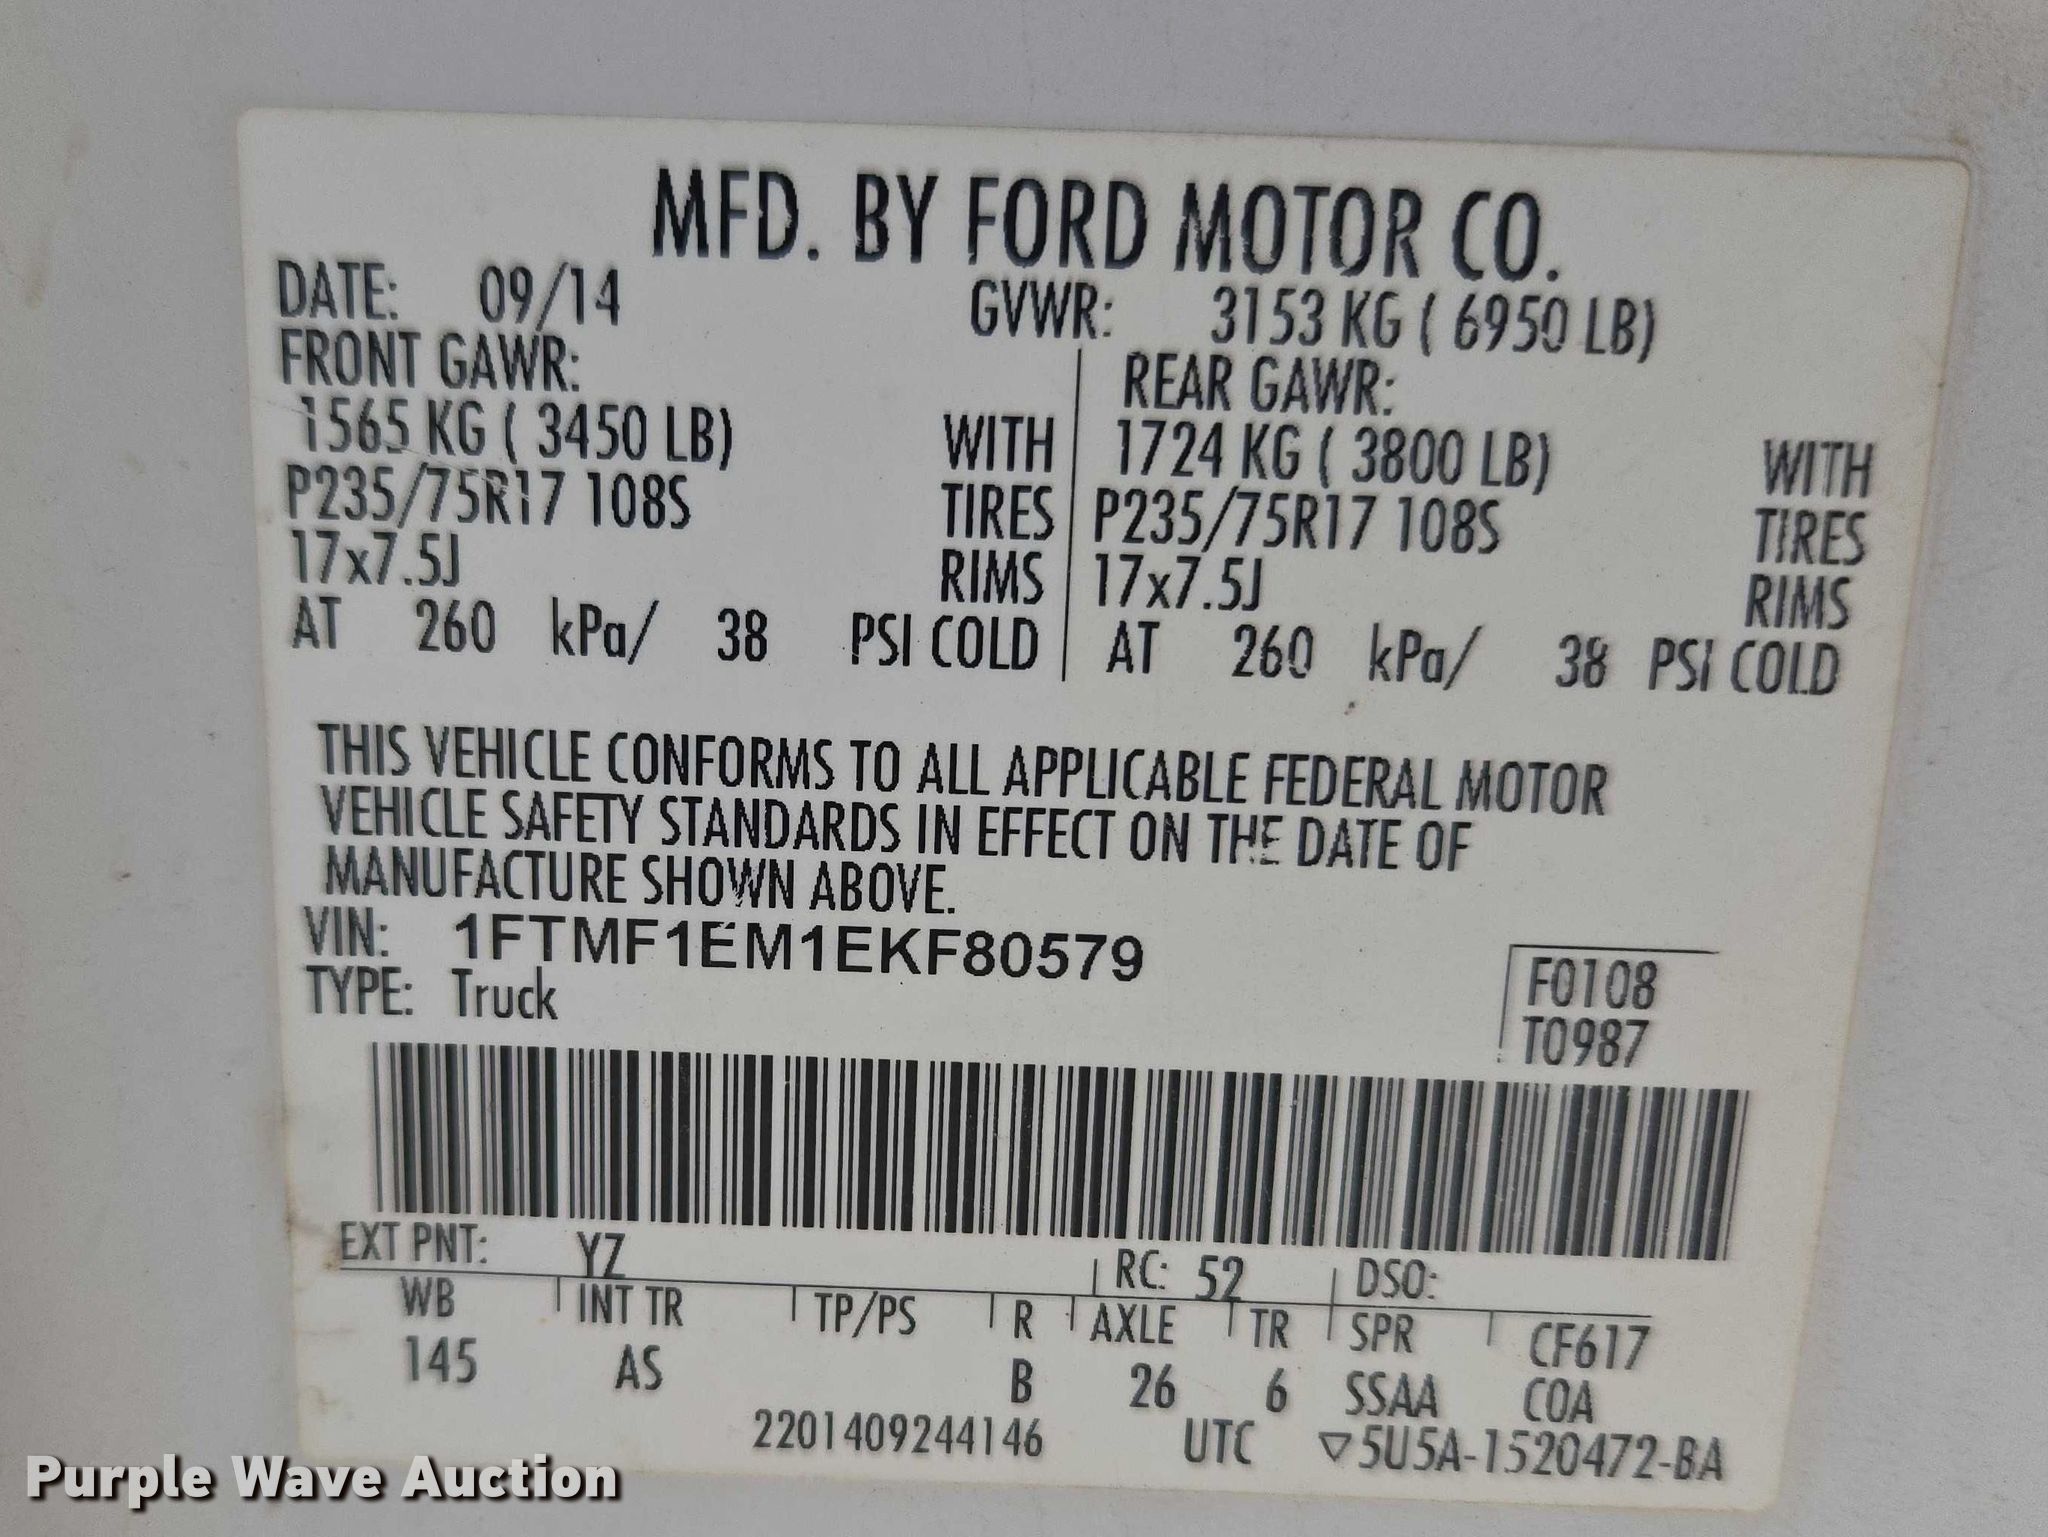 MFD. BY FORD MOTOR CO.
DATE: 09/14 GVWR: 3153 KG ( 6950 LB)
FRONT GAWR: REAR GAWR:
1565 KG ( 3450 LB) WITH 1724 KG ( 3800 LB) WITH
P235/75R17 108S TIRES P235/75R17 108S TIRES
17x7.5J RIMS 17x7.5J RIMS
AT 260 kPa/ 38 PSI COLD AT 260 kPa/ 38 PSI COLD
THIS VEHICLE CONFORMS TO ALL APPLICABLE FEDERAL MOTOR
VEHICLE SAFETY STANDARDS IN EFFECT ON THE DATE OF
MANUFACTURE SHOWN ABOVE.
VIN: 1FTMF1EM1EKF80579
TYPE: Truck
F0108
T0987
EXT PNT: YZ RC: 52 DSO:
WB INT TR TP/PS R AXLE TR SPR CF617
145 AS B 26 6 SSAA COA
2201409244146 UTC ▽5U5A-1520472-BA
Purple Wave Auction